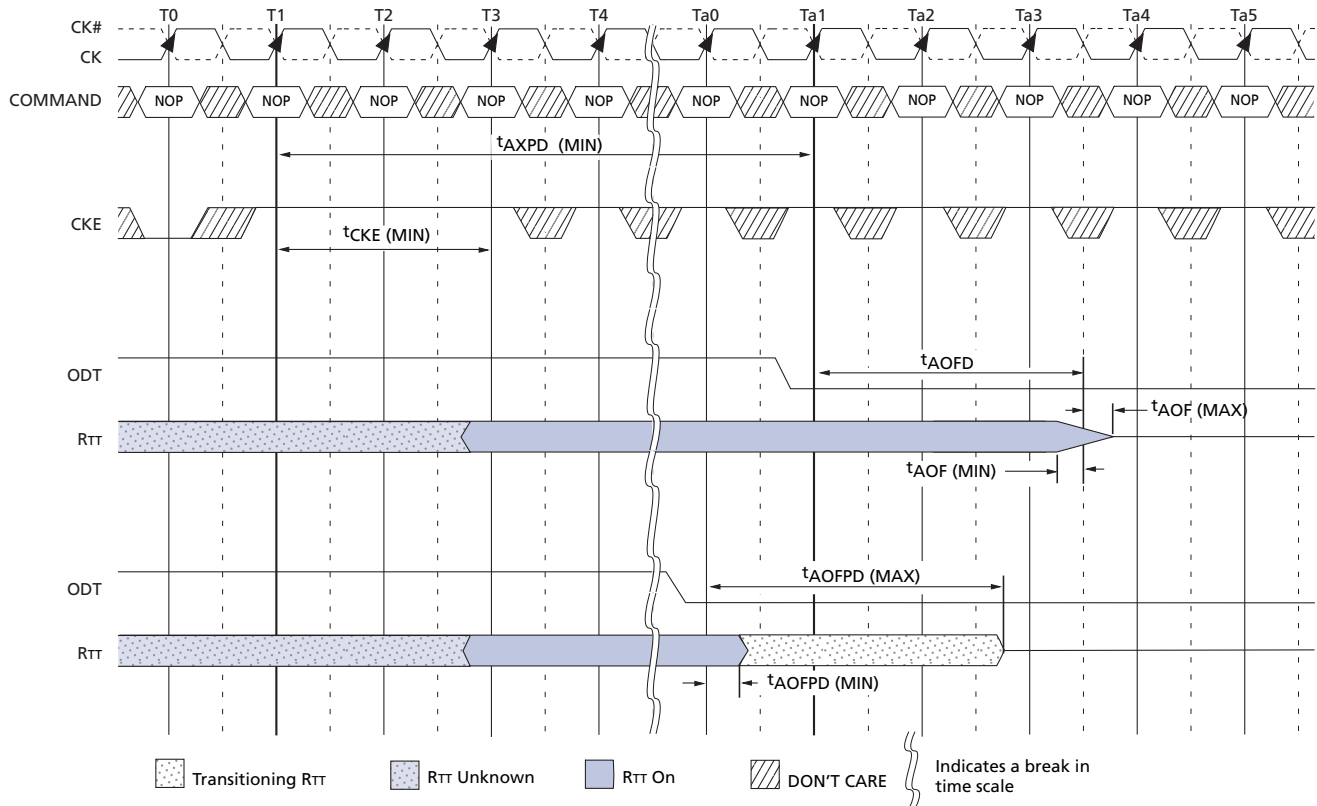 T0 T1 T2 T3 T4 Ta0 Ta1 Ta2 Ta3 Ta4 Ta5
CK#
CK
COMMAND NOP NOP NOP NOP NOP NOP NOP NOP NOP NOP NOP
tAXPD (MIN)
CKE
tCKE (MIN)
tAOFD
ODT
tAOF (MAX)
RTT
tAOF (MIN)
tAOFPD (MAX)
ODT
RTT
tAOFPD (MIN)
Transitioning RTT RTT Unknown RTT On DON'T CARE Indicates a break in
time scale